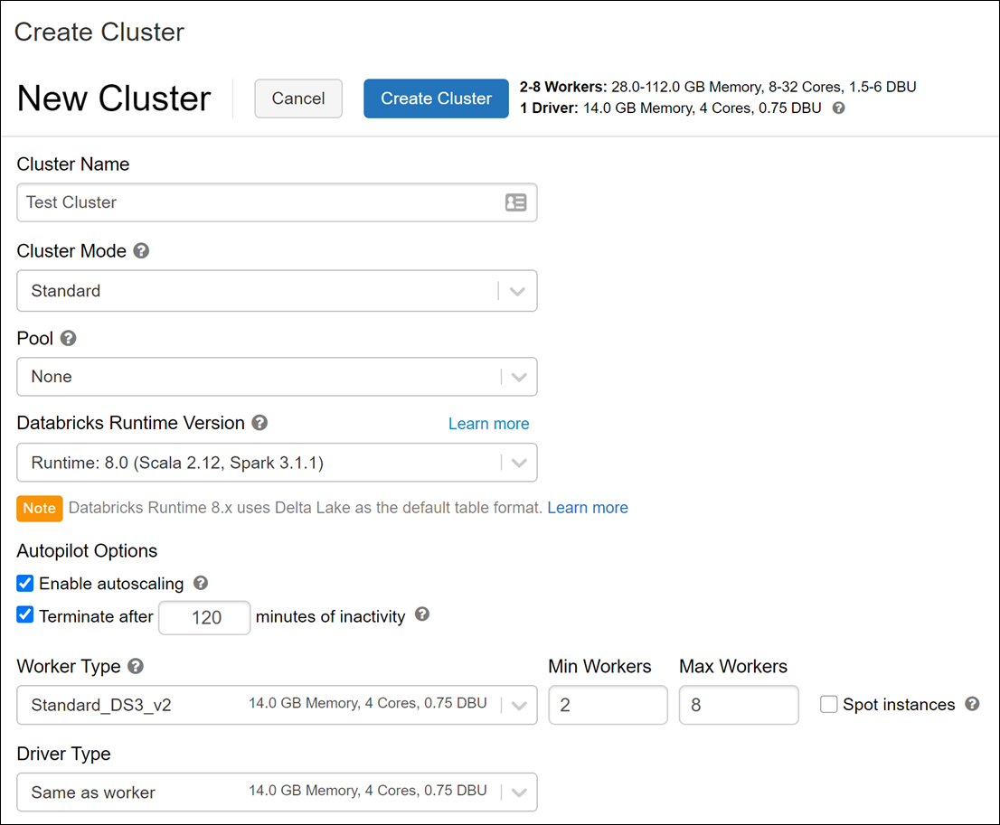 Create Cluster
New Cluster
Cancel
Create Cluster
2-8 Workers: 28.0-112.0 GB Memory, 8-32 Cores, 1.5-6 DBU
1 Driver: 14.0 GB Memory, 4 Cores, 0.75 DBU ?
Cluster Name
Test Cluster
Cluster Mode ?
Standard
Pool ?
None
Databricks Runtime Version ? Learn more
Runtime: 8.0 (Scala 2.12, Spark 3.1.1)
Note Databricks Runtime 8.x uses Delta Lake as the default table format. Learn more
Autopilot Options
Enable autoscaling ?
Terminate after 120 minutes of inactivity ?
Worker Type ? Min Workers Max Workers
Standard_DS3_v2 14.0 GB Memory, 4 Cores, 0.75 DBU 2 8 Spot instances ?
Driver Type
Same as worker 14.0 GB Memory, 4 Cores, 0.75 DBU